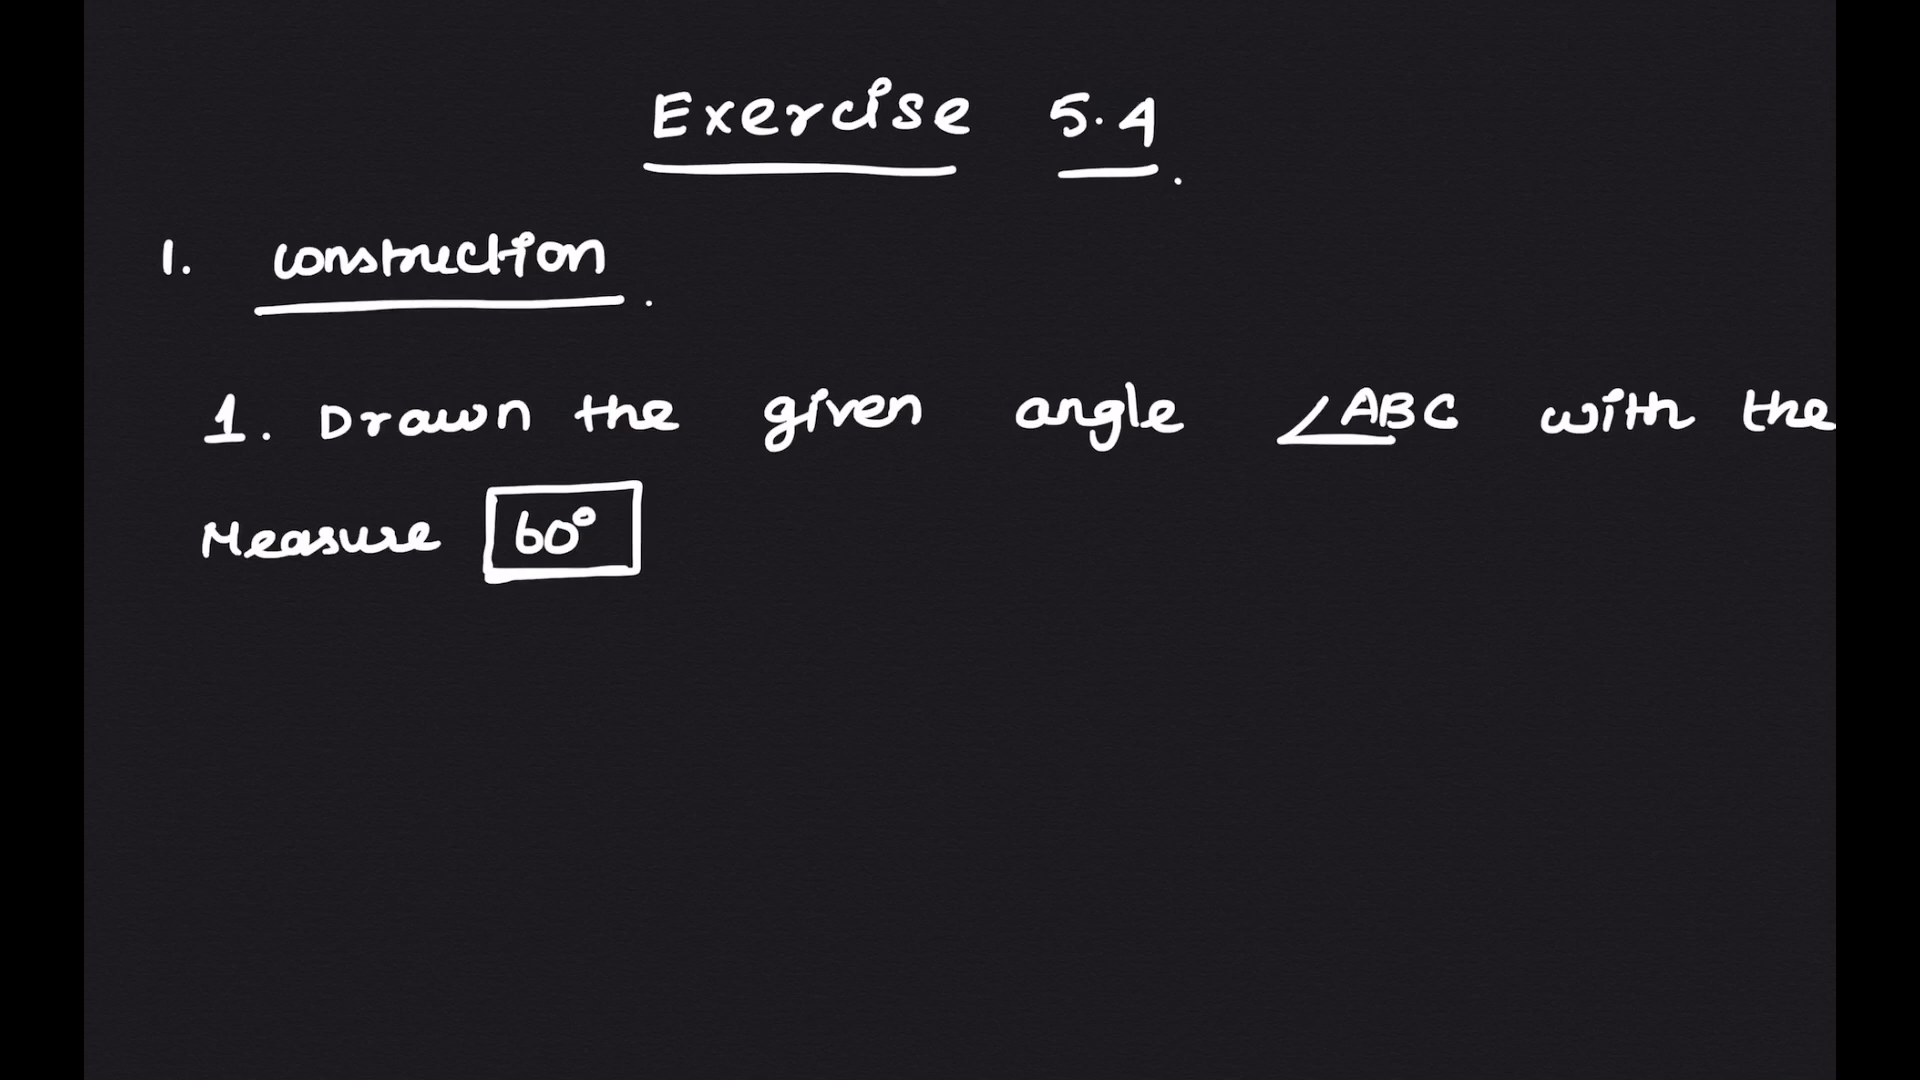 Exercise 5.4.
1. construction.
1. Drawn the given angle ∠ABC with the
Measure 60°